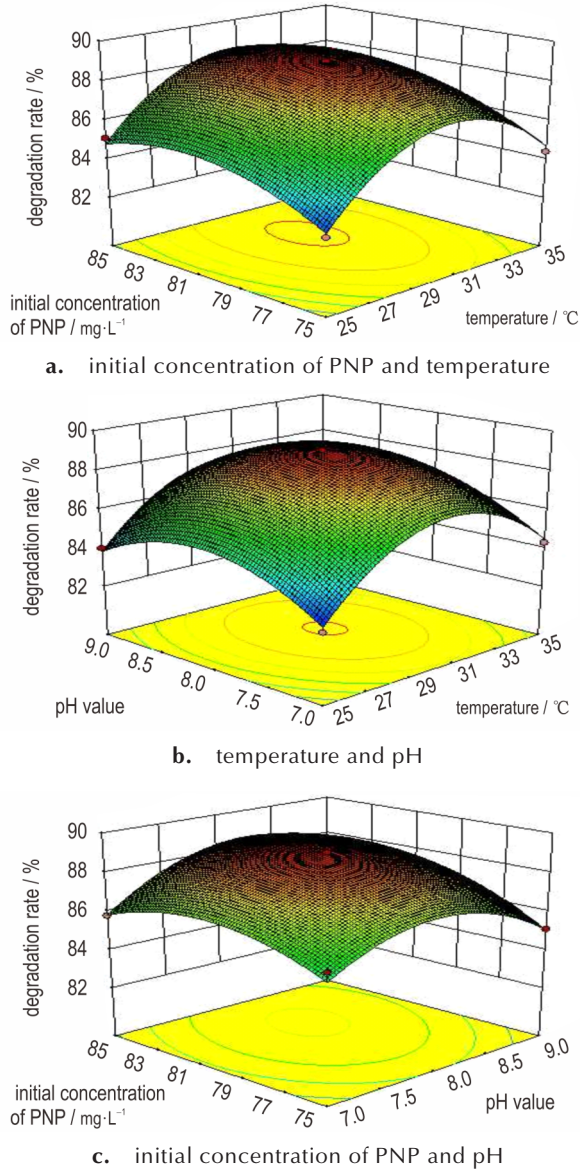 90
88
86
84
82
degradation rate / %
85 83 81 79 77 75
25 27 29 31 33 35
initial concentration
of PNP / mg·L⁻¹
temperature / ℃
a. initial concentration of PNP and temperature
90
88
86
84
82
degradation rate / %
9.0 8.5 8.0 7.5 7.0
25 27 29 31 33 35
pH value
temperature / ℃
b. temperature and pH
90
88
86
84
82
degradation rate / %
85 83 81 79 77 75
7.0 7.5 8.0 8.5 9.0
initial concentration
of PNP / mg·L⁻¹
pH value
c. initial concentration of PNP and pH